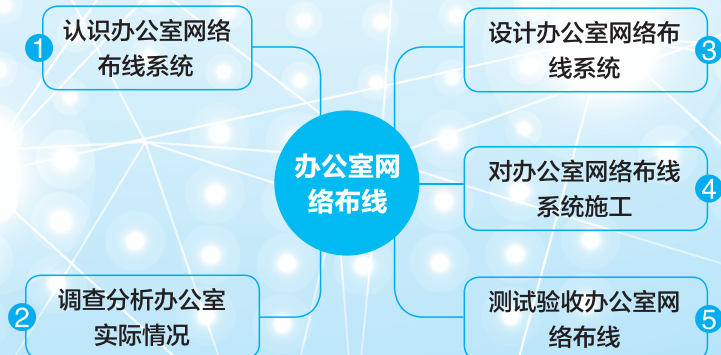 1
认识办公室网络
布线系统
2
调查分析办公室
实际情况
办公室网
络布线
设计办公室网络布
线系统
3
对办公室网络布线
系统施工
4
测试验收办公室网
络布线
5